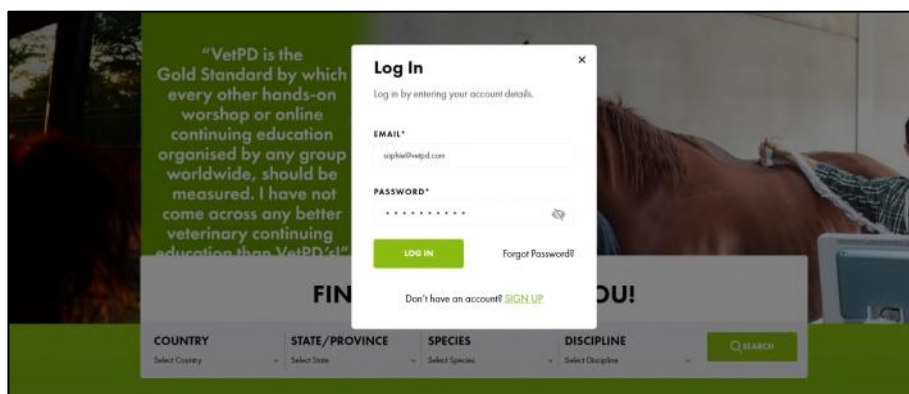 “VetPD is the
Gold Standard by which
every other hands-on
worshop or online
continuing education
organised by any group
worldwide, should be
measured. I have not
come across any better
veterinary continuing
education than VetPD's!”
Log In
×
Log in by entering your account details.
EMAIL*
sophie@vetpd.com
PASSWORD*
LOG IN
Forgot Password?
Don't have an account? SIGN UP
FIN
OU!
COUNTRY
STATE/PROVINCE
SPECIES
DISCIPLINE
Select Country
Select State
Select Species
Select Discipline
SEARCH